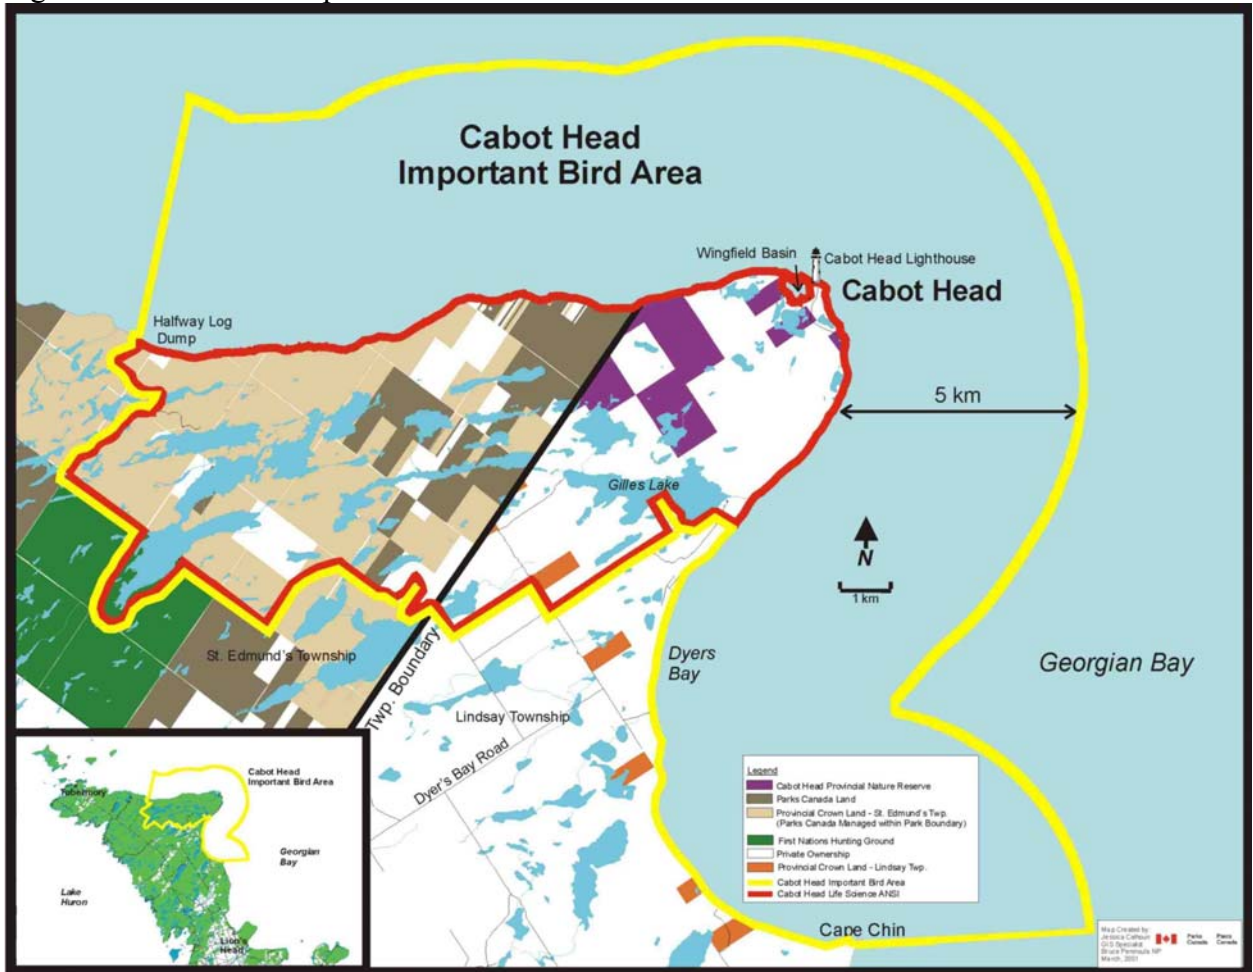 Cabot Head
Important Bird Area
Wingfield Basin
Cabot Head Lighthouse
Cabot Head
Halfway Log
Dump
5 km
Gilles Lake
N
1 km
St. Edmund's Township
Twp. Boundary
Dyers
Bay
Georgian Bay
Lindsay Township
Dyer's Bay Road
Cape Chin
Legend
Cabot Head Provincial Nature Reserve
Parks Canada Land
Provincial Crown Land - St. Edmund's Twp.
(Parks Canada Managed within Park Boundary)
First Nations Hunting Ground
Private Ownership
Provincial Crown Land - Lindsay Twp.
Cabot Head Important Bird Area
Cabot Head Life Science ANSI
Cabot Head
Important Bird Area
Tobermory
Georgian
Bay
Lake
Huron
Lion's
Head
Map Created by:
Jessica
GIS Specialist
Bruce Peninsula NP
March, 2001
Parks
Canada
Parcs
Canada